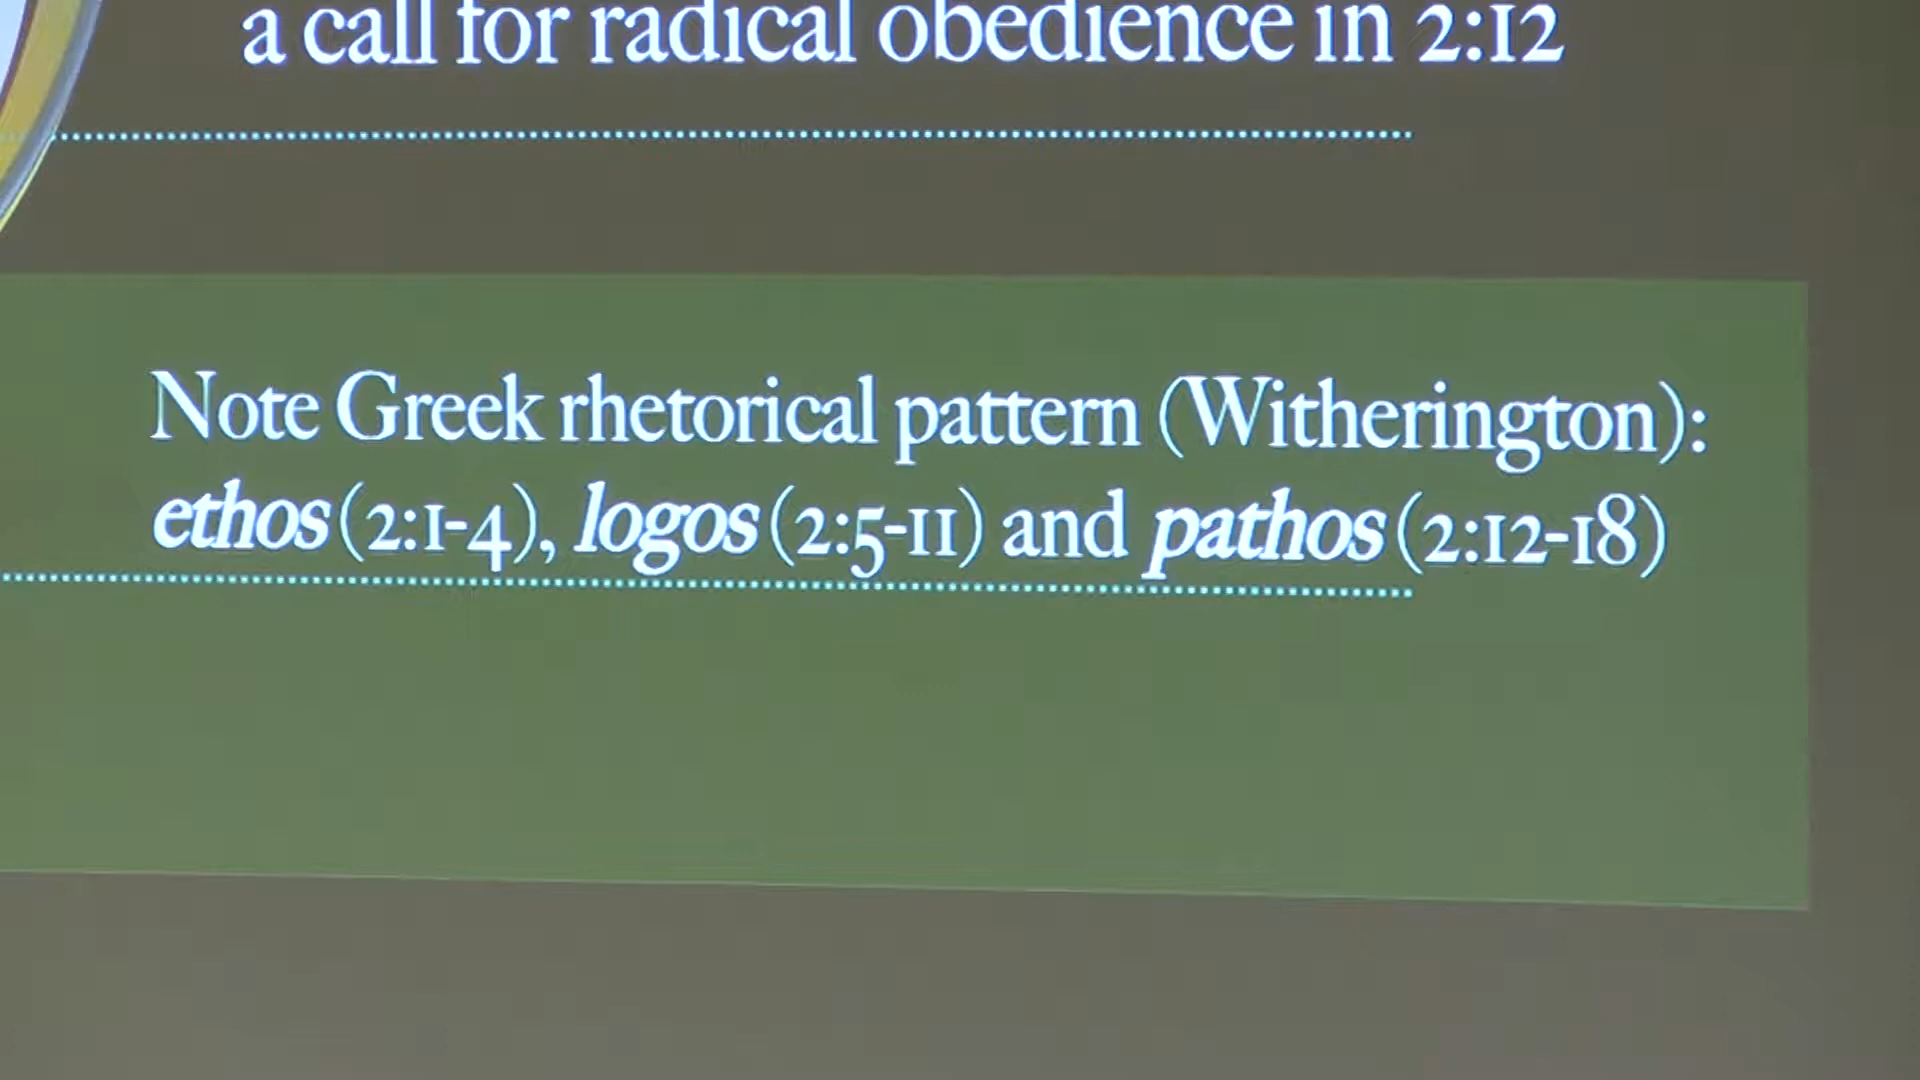 a call for radical obedience in 2:12
Note Greek rhetorical pattern (Witherington):
ethos (2:1-4), logos (2:5-11) and pathos (2:12-18)